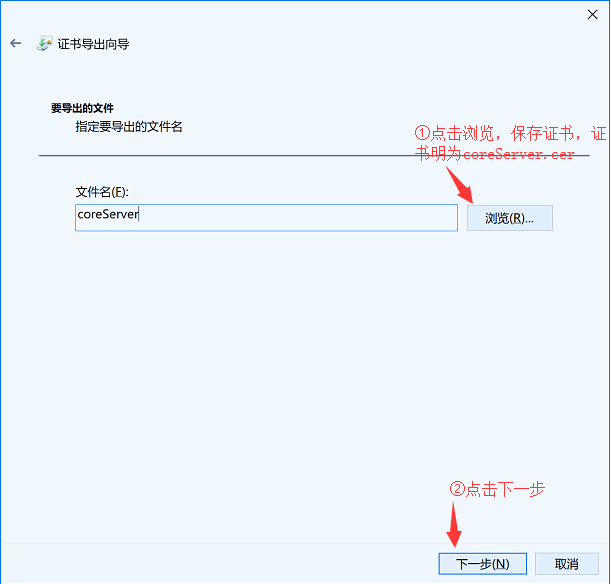 证书导出向导
要导出的文件
指定要导出的文件名
①点击浏览，保存证书，证
书明为coreServer.cer
文件名(F):
coreServer
浏览(R)...
②点击下一步
下一步(N)
取消